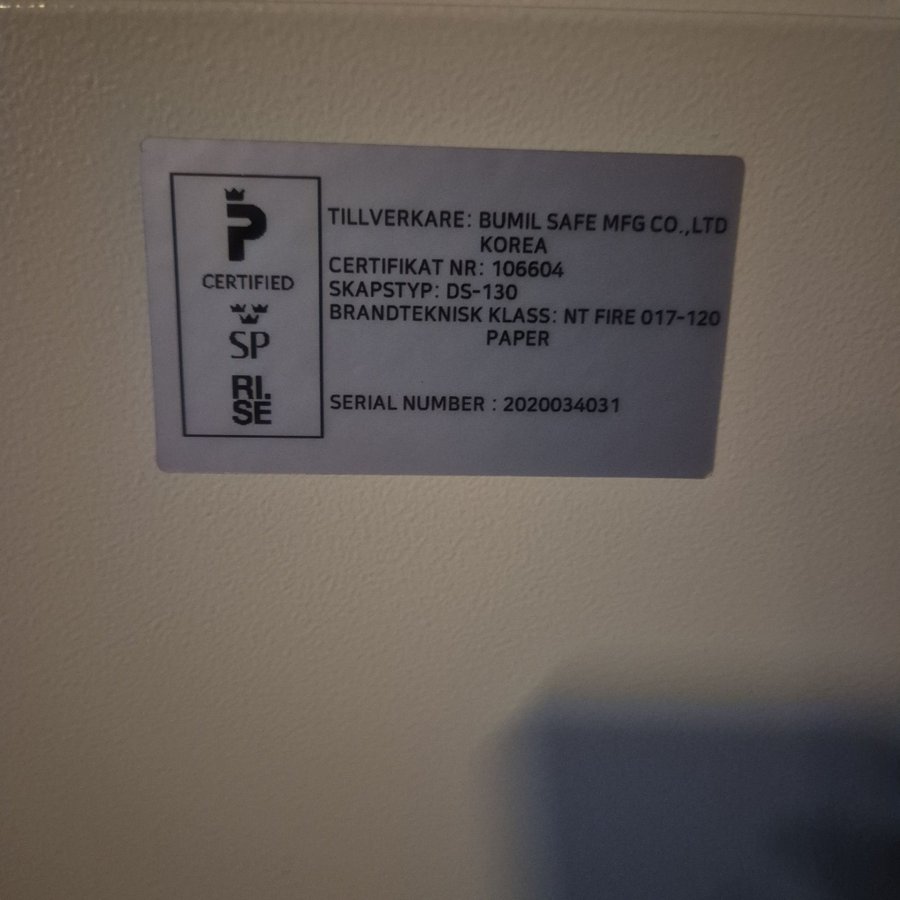 P
CERTIFIED
SP
RI.
SE
TILLVERKARE: BUMIL SAFE MFG CO.,LTD
KOREA
CERTIFIKAT NR: 106604
SKAPSTYP: DS-130
BRANDTEKNISK KLASS: NT FIRE 017-120
PAPER
SERIAL NUMBER : 2020034031